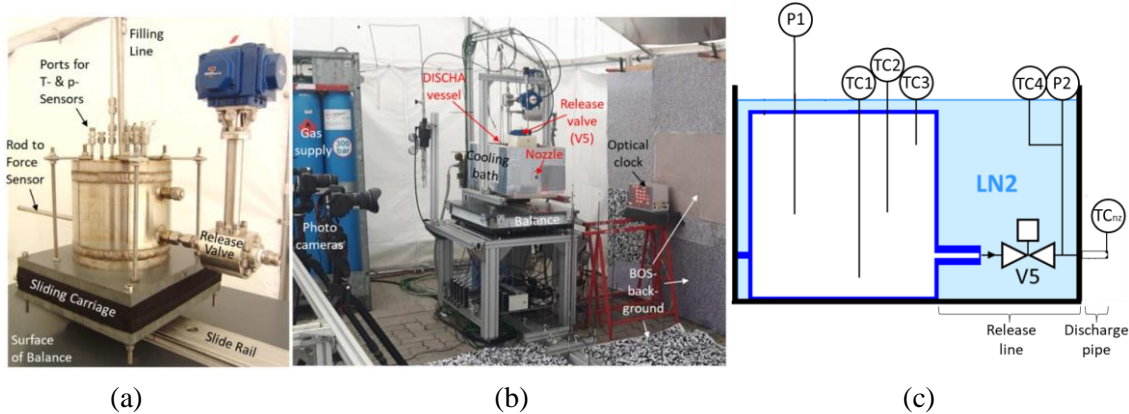 Filling
Line
Ports for
T- & p-
Sensors
Rod to
Force
Sensor
Release
Valve
Sliding Carriage
Slide Rail
Surface
of Balance
DISCHA
vessel
Release
valve
(V5)
Gas
supply
300
bar
Cooling
bath
Nozzle
Optical
clock
Photo
cameras
Balance
BOS-
back-
ground
P1
TC1
TC2
TC3
TC4
P2
LN2
TCnz
V5
Release
line
Discharge
pipe
(a)
(b)
(c)